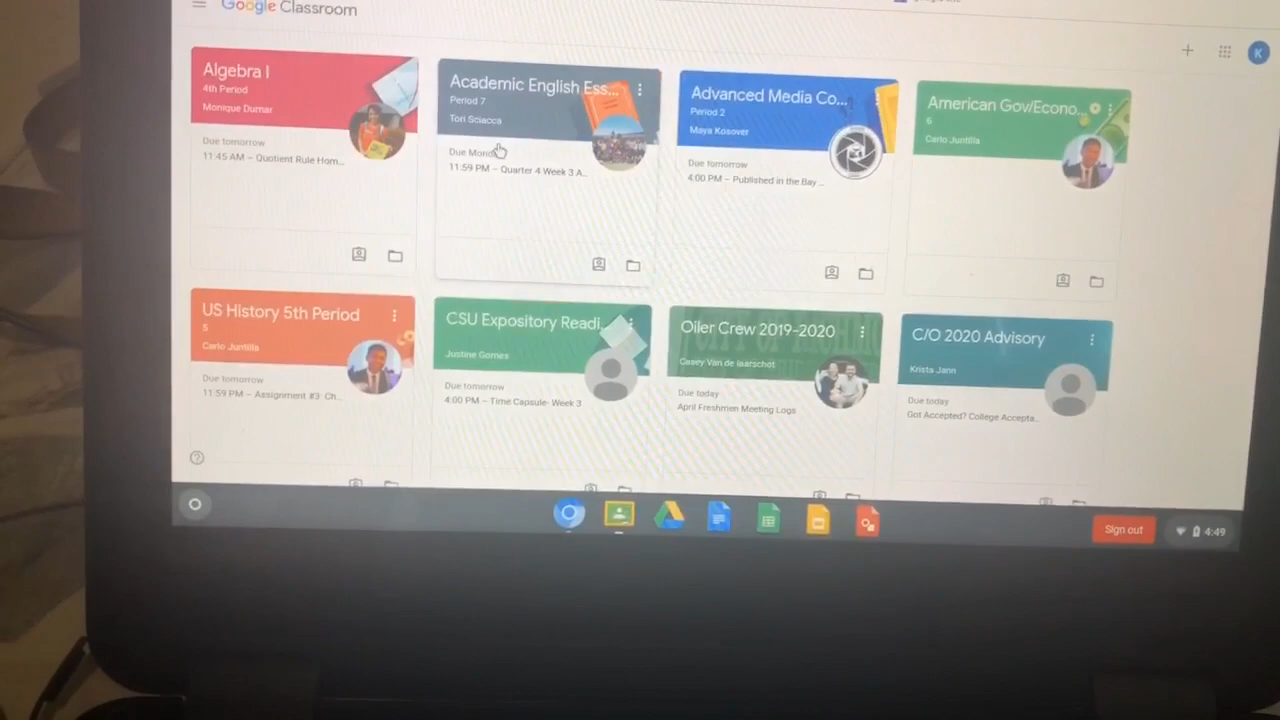 Google Classroom
K
Algebra I
4th Period
Monique Dumar
Due tomorrow
11:45 AM – Quotient Rule Hom...
Academic English Ess...
Period 7
Tori Sciacca
Due Mond
11:59 PM – Quarter 4 Week 3 A...
Advanced Media Co...
Period 2
Maya Kosover
Due tomorrow
4:00 PM – Published in the Bay ...
American Gov/Econo...
6
Carlo Juntilla
US History 5th Period
5
Carlo Juntilla
Due tomorrow
11:59 PM – Assignment #3 Ch...
CSU Expository Readi...
Justine Gomes
Due tomorrow
4:00 PM – Time Capsule- Week 3
Oiler Crew 2019-2020
Casey Van de laarschot
Due today
April Freshmen Meeting Logs
C/O 2020 Advisory
Krista Jann
Due today
Got Accepted? College Accepta...
Sign out
4:49